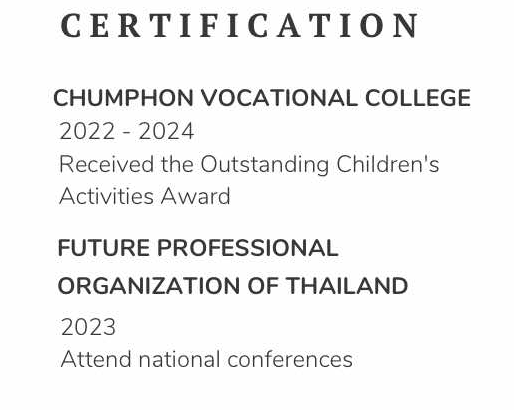 CERTIFICATION
CHUMPHON VOCATIONAL COLLEGE
2022 - 2024
Received the Outstanding Children's
Activities Award
FUTURE PROFESSIONAL
ORGANIZATION OF THAILAND
2023
Attend national conferences